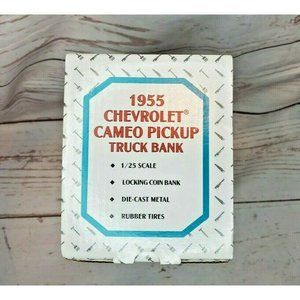 1955
CHEVROLET®
CAMEO PICKUP
TRUCK BANK
◆ 1/25 SCALE
◆ LOCKING COIN BANK
◆ DIE-CAST METAL
◆ RUBBER TIRES